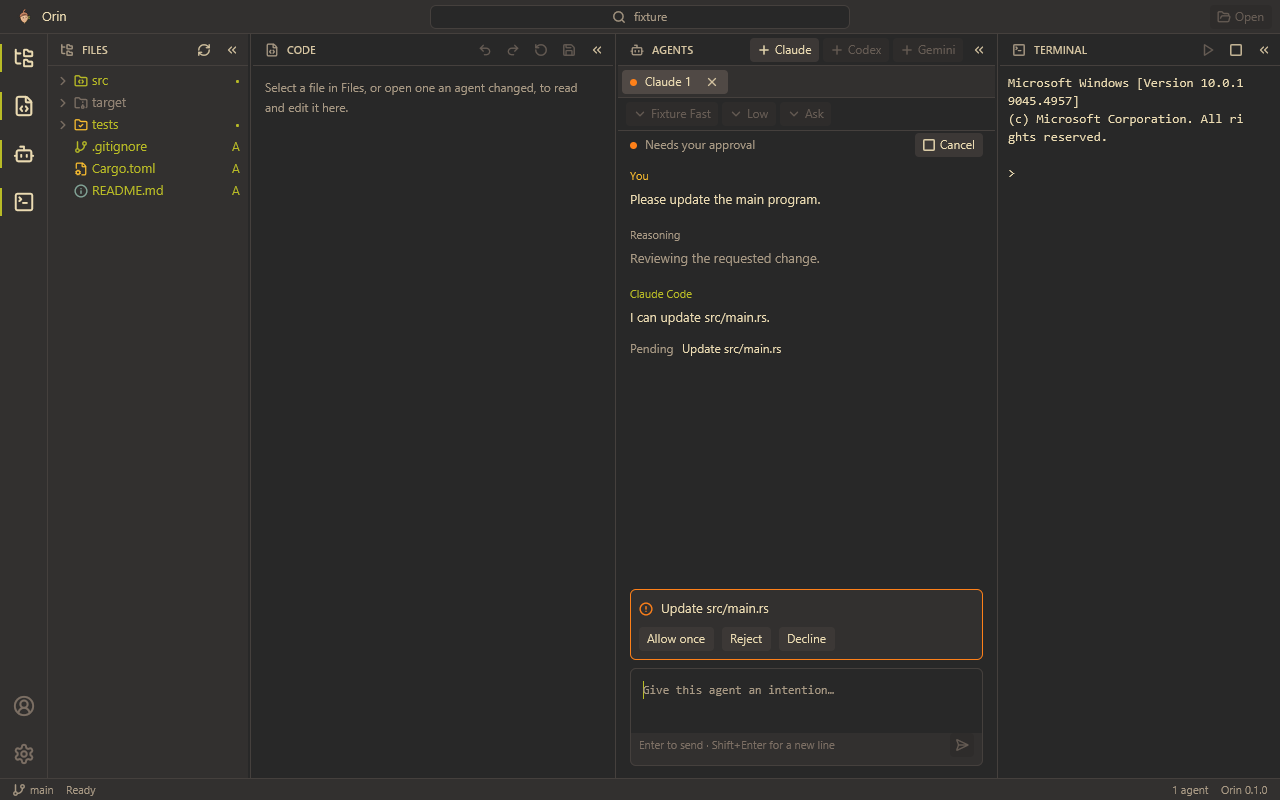 Orin
fixture
Open
FILES
src
target
tests
.gitignore A
Cargo.toml A
README.md A
CODE
Select a file in Files, or open one an agent changed, to read
and edit it here.
AGENTS
Claude
Codex
Gemini
Claude 1
Fixture Fast
Low
Ask
Needs your approval
Cancel
You
Please update the main program.
Reasoning
Reviewing the requested change.
Claude Code
I can update src/main.rs.
Pending Update src/main.rs
Update src/main.rs
Allow once
Reject
Decline
Give this agent an intention…
Enter to send · Shift+Enter for a new line
TERMINAL
Microsoft Windows [Version 10.0.1
9045.4957]
(c) Microsoft Corporation. All ri
ghts reserved.
>
main
Ready
1 agent
Orin 0.1.0